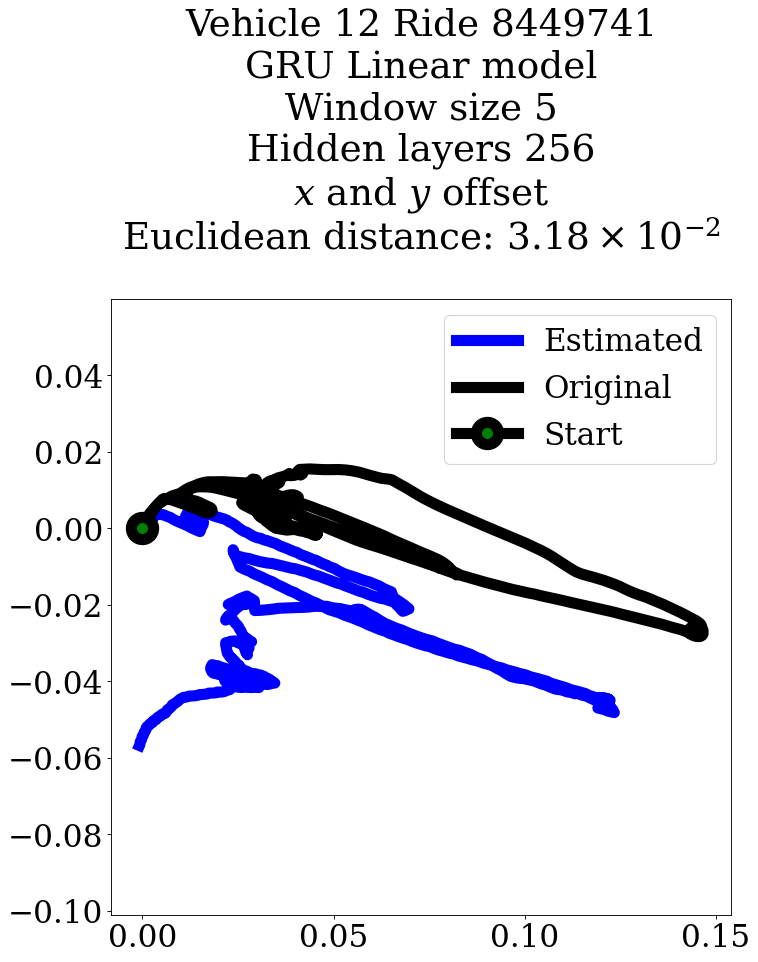 Vehicle 12 Ride 8449741
GRU Linear model
Window size 5
Hidden layers 256
x and y offset
Euclidean distance: 3.18 × 10⁻²
Estimated
Original
Start
0.04
0.02
0.00
−0.02
−0.04
−0.06
−0.08
−0.10
0.00 0.05 0.10 0.15